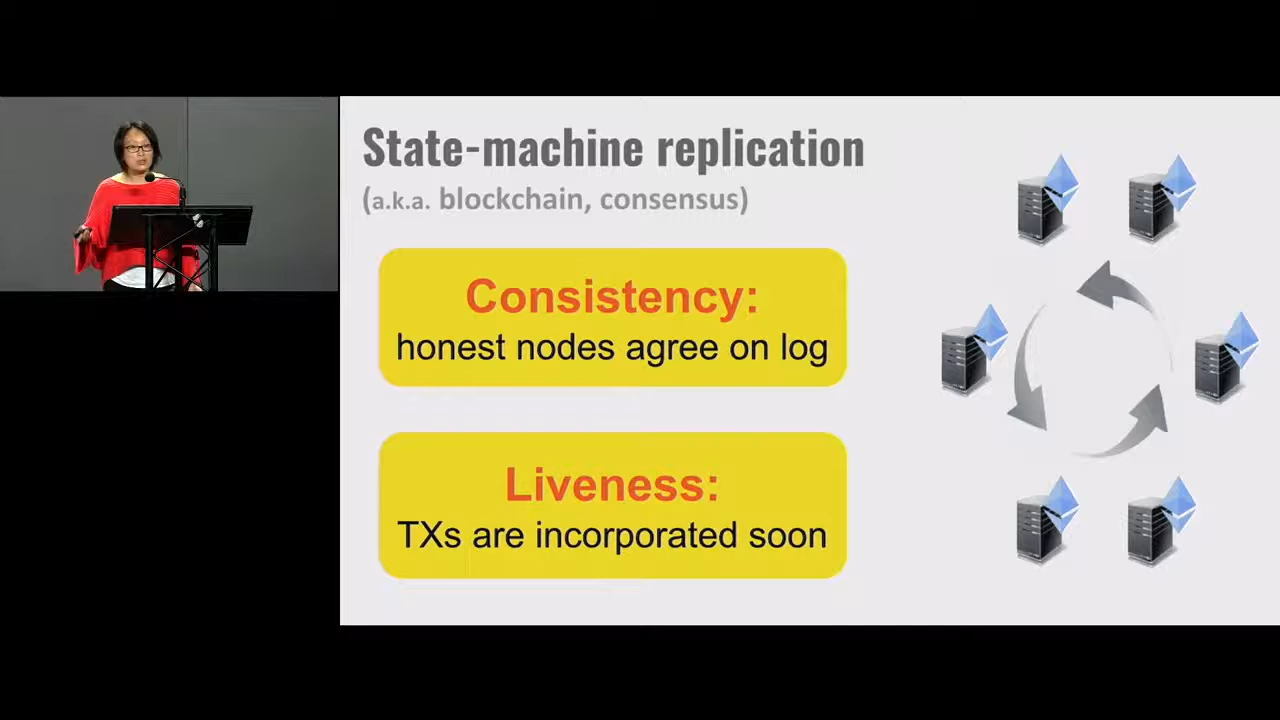 State-machine replication
(a.k.a. blockchain, consensus)
Consistency:
honest nodes agree on log
Liveness:
TXs are incorporated soon